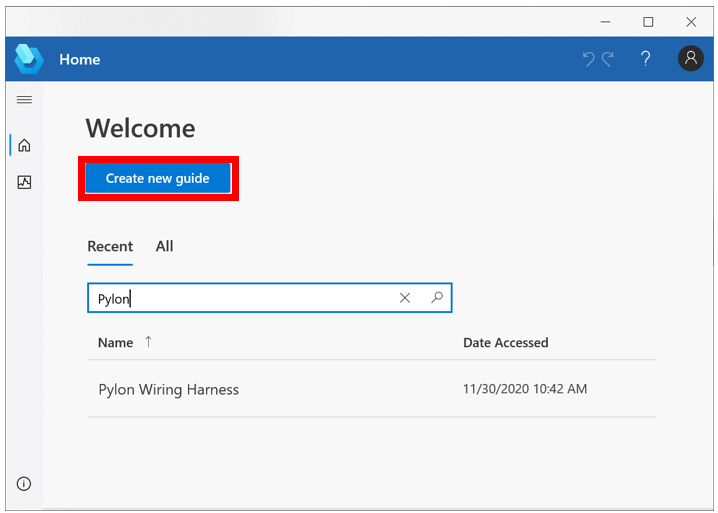 Home
?
Welcome
Create new guide
Recent All
Pylon
Name Date Accessed
Pylon Wiring Harness 11/30/2020 10:42 AM